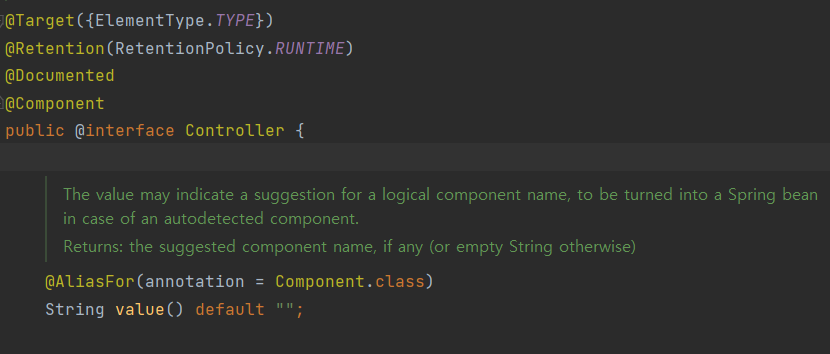 @Target({ElementType.TYPE})
@Retention(RetentionPolicy.RUNTIME)
@Documented
@Component
public @interface Controller {
The value may indicate a suggestion for a logical component name, to be turned into a Spring bean
in case of an autodetected component.
Returns: the suggested component name, if any (or empty String otherwise)
@AliasFor(annotation = Component.class)
String value() default "";